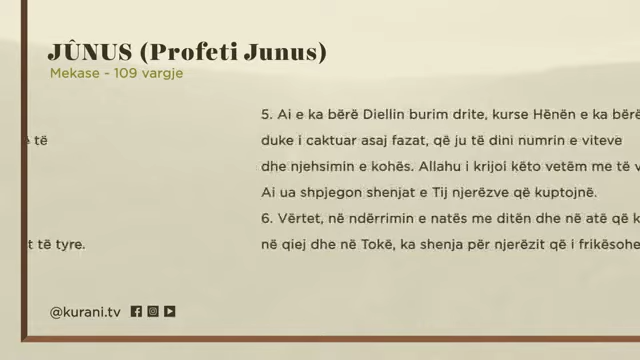 JÛNUS (Profeti Junus)
Mekase - 109 vargje
të
t të tyre.
5. Ai e ka bërë Diellin burim drite, kurse Hënën e ka bërë
duke i caktuar asaj fazat, që ju të dini numrin e viteve
dhe njehsimin e kohës. Allahu i krijoi këto vetëm me të v
Ai ua shpjegon shenjat e Tij njerëzve që kuptojnë.
6. Vërtet, në ndërrimin e natës me ditën dhe në atë që k
në qiej dhe në Tokë, ka shenja për njerëzit që i frikësohe
@kurani.tv